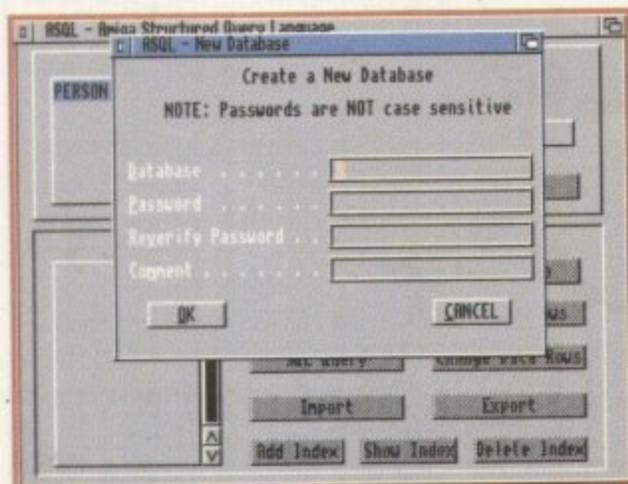 ASQL - Amiga Structured Query Language
ASQL - New Database
Create a New Database
NOTE: Passwords are NOT case sensitive
PERSON
Database . . . . . .
Password . . . . . .
Reverify Password . .
Comment . . . . . . .
OK
CANCEL
Rows
Import
Export
Add Index
Show Index
Delete Index